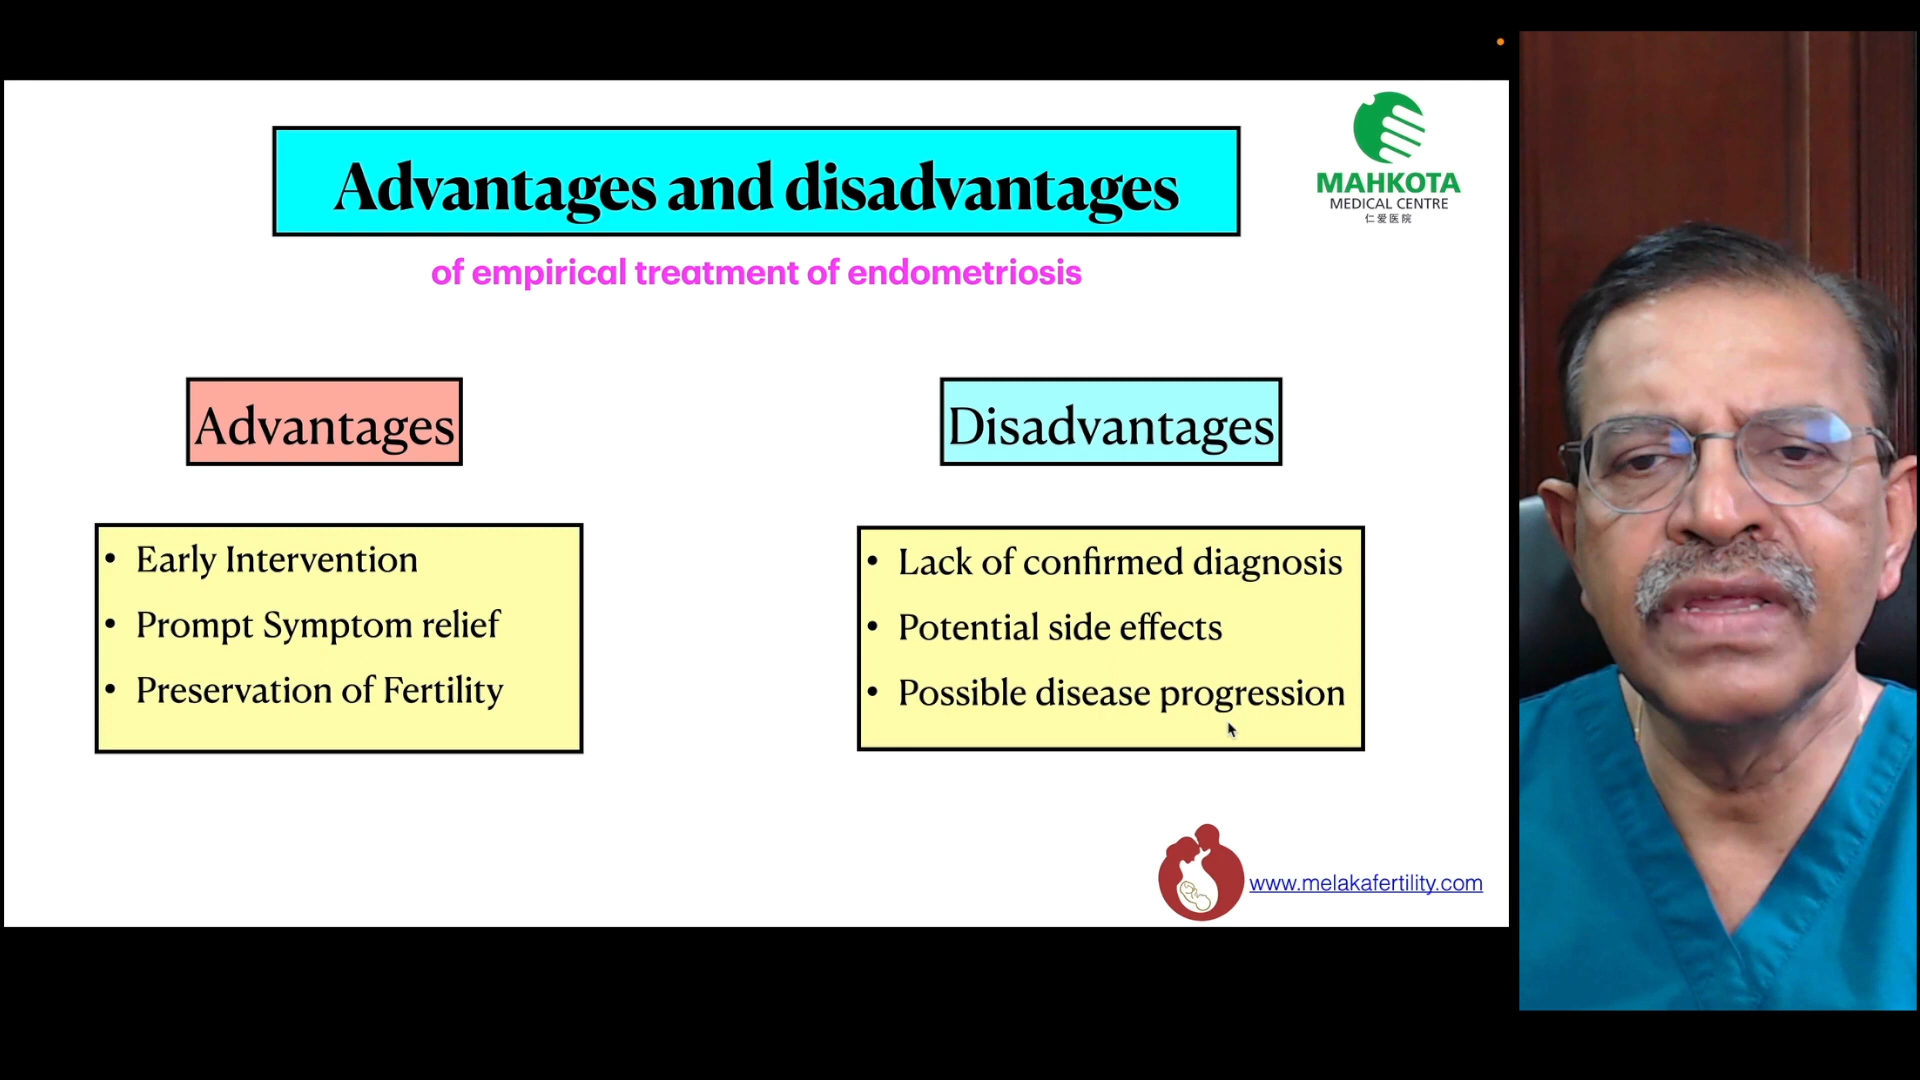 Advantages and disadvantages
of empirical treatment of endometriosis
MAHKOTA
MEDICAL CENTRE
仁爱医院
Advantages
• Early Intervention
• Prompt Symptom relief
• Preservation of Fertility
Disadvantages
• Lack of confirmed diagnosis
• Potential side effects
• Possible disease progression
www.melakafertility.com